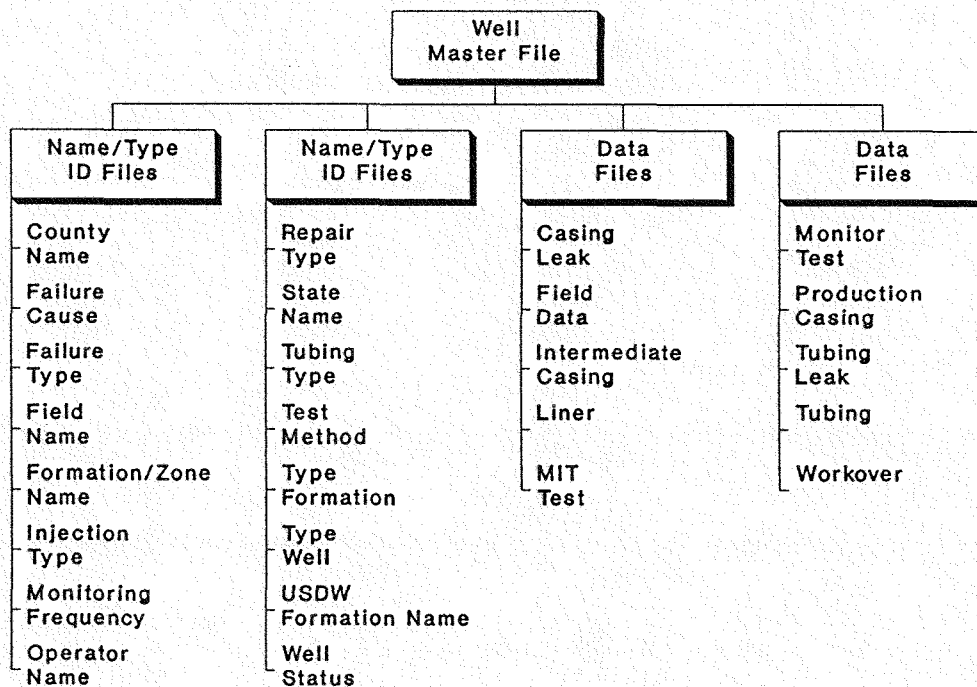 Well
Master File
Name/Type
ID Files
County
Name
Failure
Cause
Failure
Type
Field
Name
Formation/Zone
Name
Injection
Type
Monitoring
Frequency
Operator
Name
Name/Type
ID Files
Repair
Type
State
Name
Tubing
Type
Test
Method
Type
Formation
Type
Well
USDW
Formation Name
Well
Status
Data
Files
Casing
Leak
Field
Data
Intermediate
Casing
Liner
MIT
Test
Data
Files
Monitor
Test
Production
Casing
Tubing
Leak
Tubing
Workover